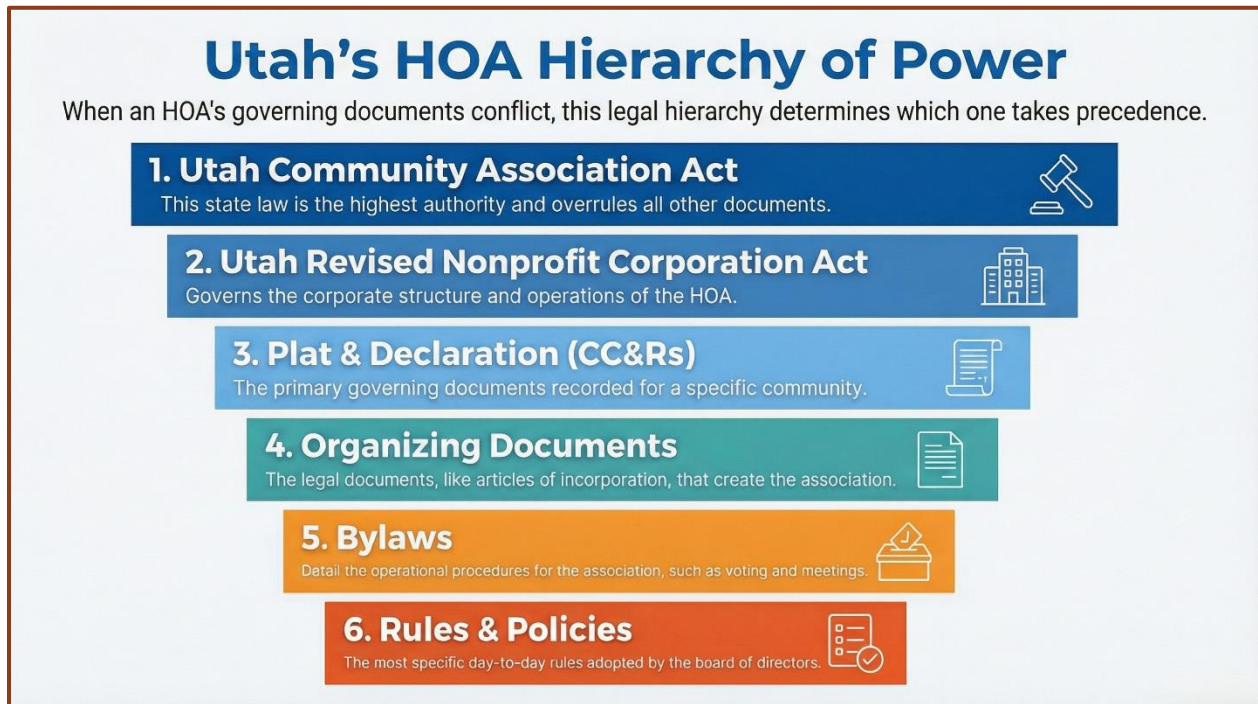 Utah's HOA Hierarchy of Power
When an HOA's governing documents conflict, this legal hierarchy determines which one takes precedence.
1. Utah Community Association Act
This state law is the highest authority and overrules all other documents.
2. Utah Revised Nonprofit Corporation Act
Governs the corporate structure and operations of the HOA.
3. Plat & Declaration (CC&Rs)
The primary governing documents recorded for a specific community.
4. Organizing Documents
The legal documents, like articles of incorporation, that create the association.
5. Bylaws
Detail the operational procedures for the association, such as voting and meetings.
6. Rules & Policies
The most specific day-to-day rules adopted by the board of directors.